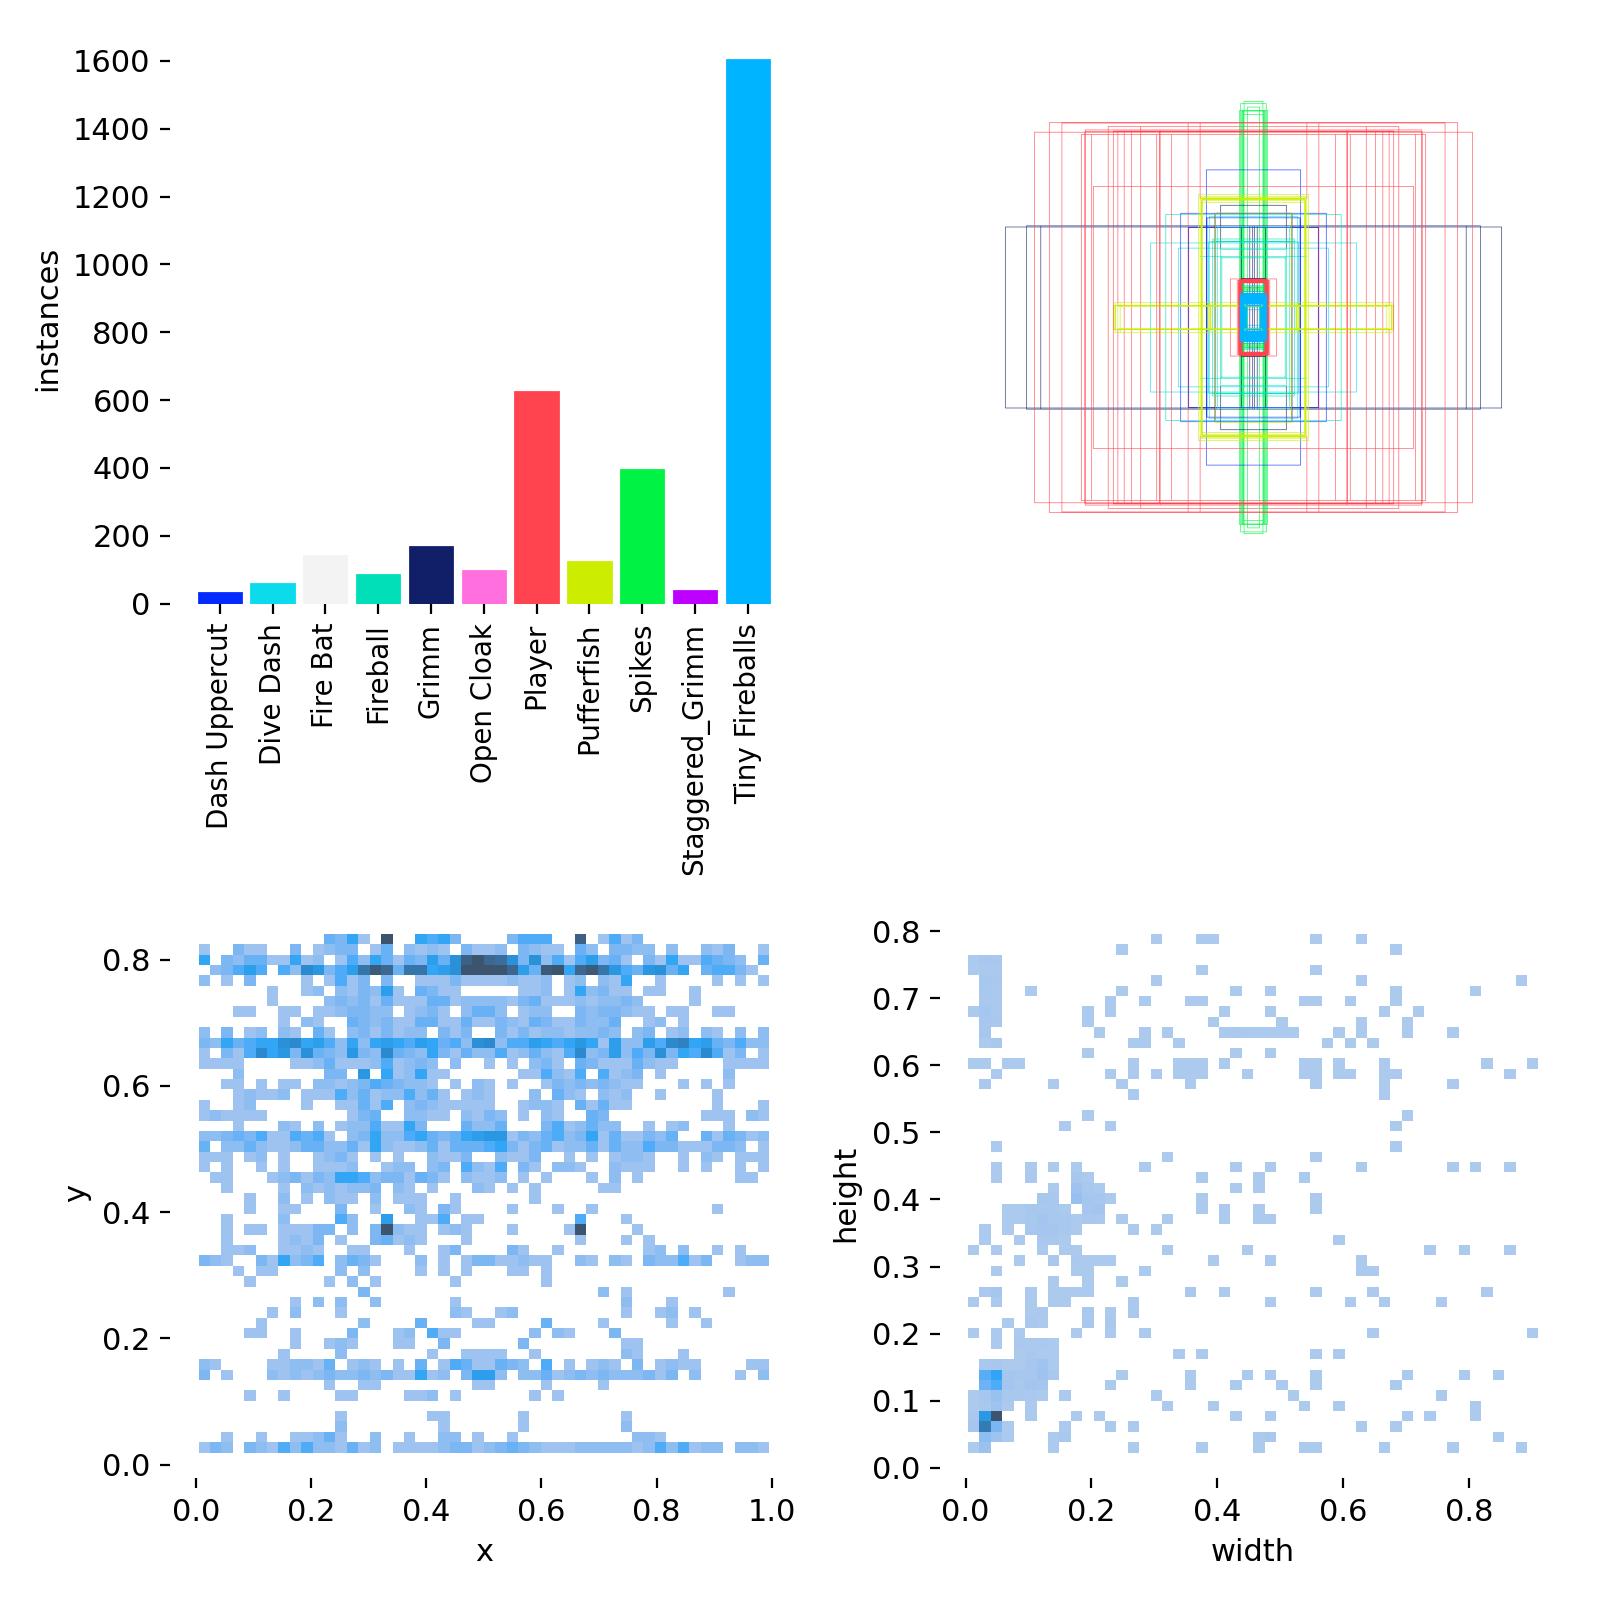 1600
1400
1200
1000
800
600
400
200
0
instances
Dash Uppercut
Dive Dash
Fire Bat
Fireball
Grimm
Open Cloak
Player
Pufferfish
Spikes
Staggered_Grimm
Tiny Fireballs
0.8
0.6
0.4
0.2
0.0
y
0.0 0.2 0.4 0.6 0.8 1.0
x
0.8
0.7
0.6
0.5
0.4
0.3
0.2
0.1
0.0
height
0.0 0.2 0.4 0.6 0.8
width